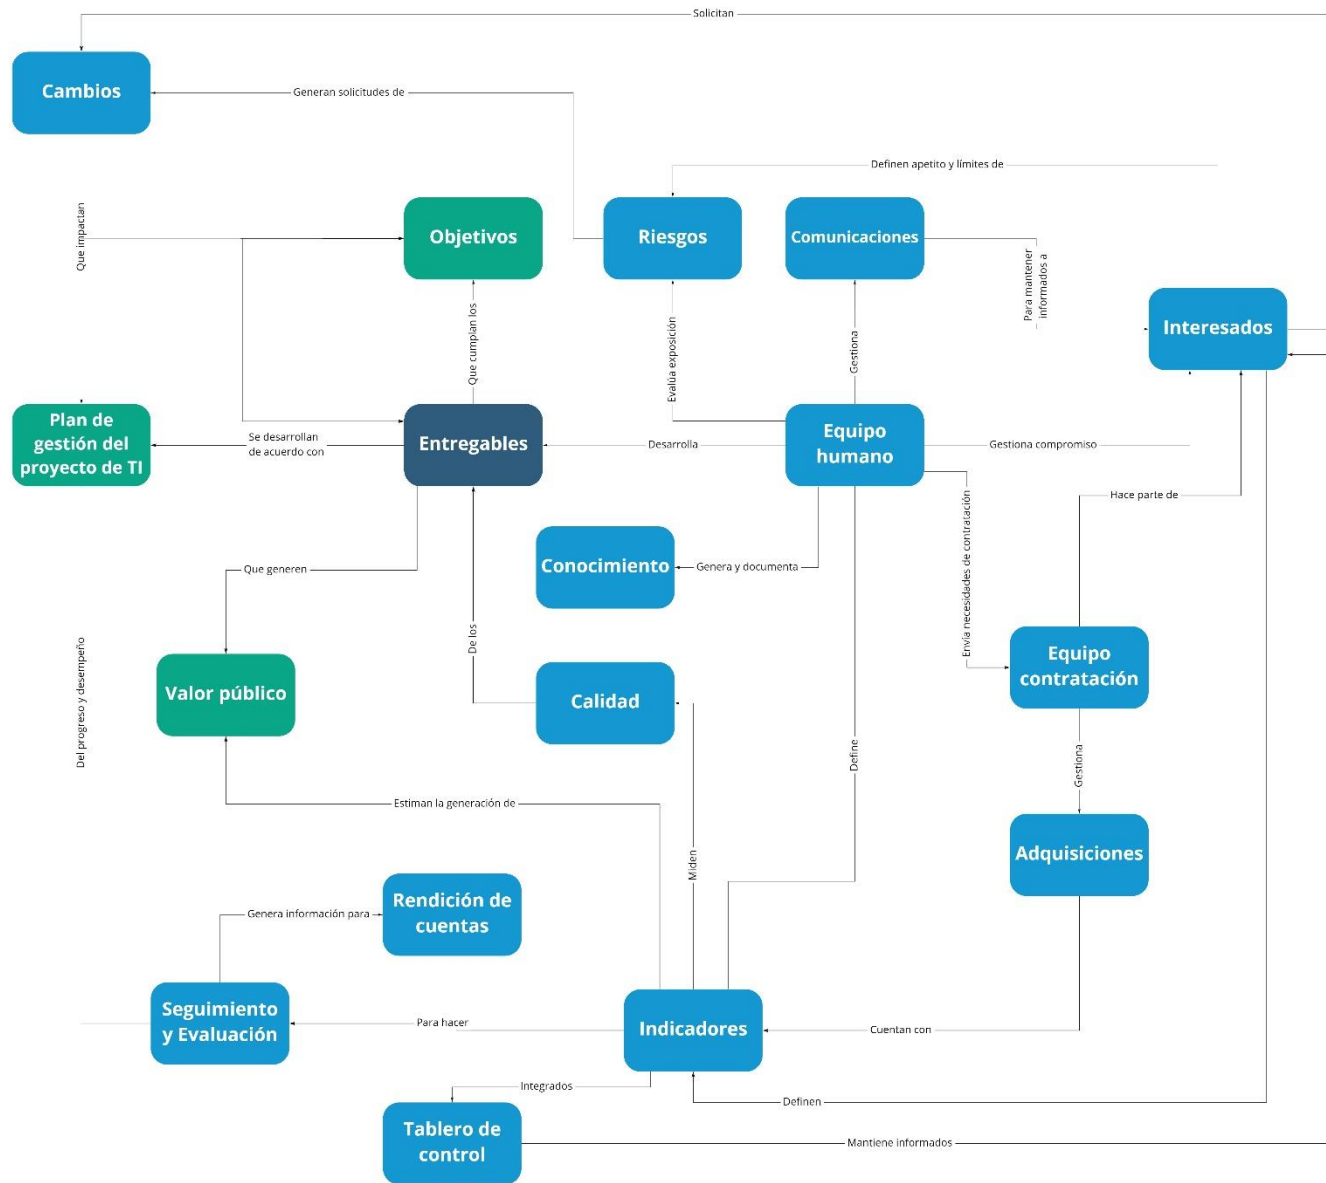 Solicitan
Cambios
Generan solicitudes de
Definen apetito y límites de
Que impactan
Objetivos
Riesgos
Comunicaciones
Para mantener
informados a
Interesados
Que cumplan los
Evalúa exposición
Gestiona
Plan de
gestión del
proyecto de TI
Se desarrollan
de acuerdo con
Entregables
Desarrolla
Equipo
humano
Gestiona compromiso
Hace parte de
Que generen
Conocimiento
Genera y documenta
Envía necesidades de contratación
De los
Equipo
contratación
Del progreso y desempeño
Valor público
Calidad
Define
Gestiona
Estiman la generación de
Miden
Adquisiciones
Rendición de
cuentas
Genera información para
Seguimiento
y Evaluación
Para hacer
Indicadores
Cuentan con
Integrados
Definen
Tablero de
control
Mantiene informados